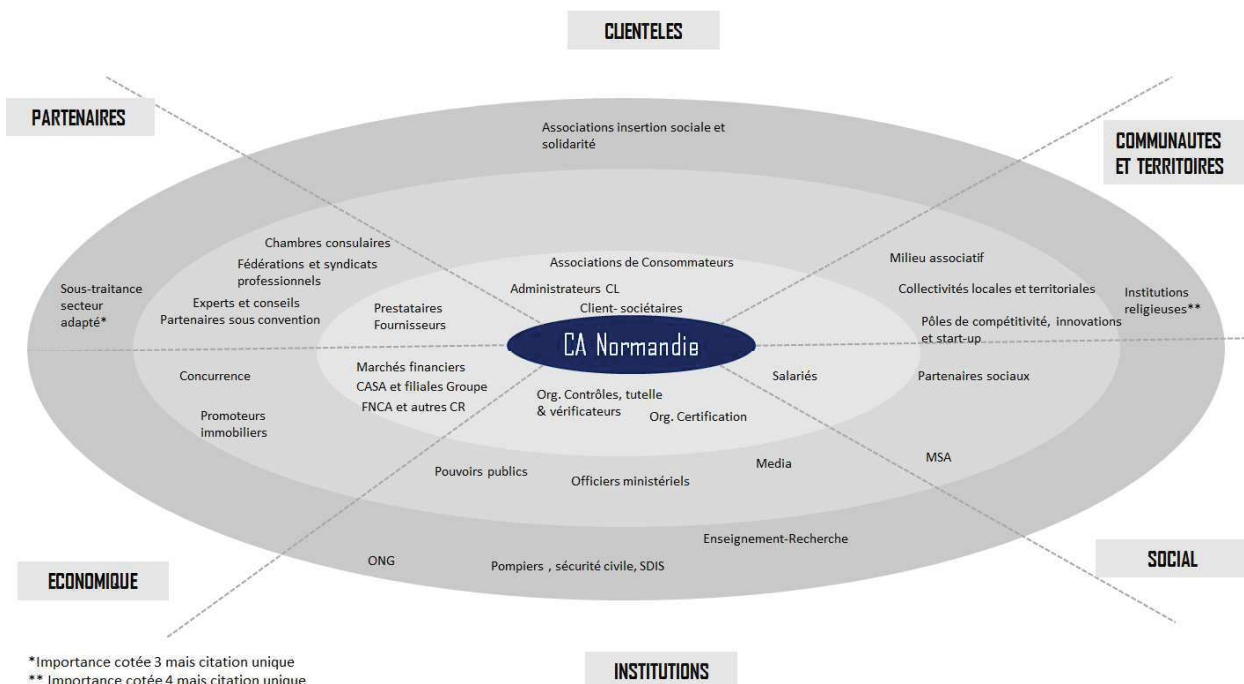 CLIENTELES
PARTENAIRES
COMMUNAUTES
ET TERRITOIRES
Associations insertion sociale et
solidarité
Chambres consulaires
Fédérations et syndicats
professionnels
Experts et conseils
Partenaires sous convention
Sous-traitance
secteur
adapté*
Prestataires
Fournisseurs
Associations de Consommateurs
Administrateurs CL
Client- sociétaires
Milieu associatif
Collectivités locales et territoriales
Pôles de compétitivité, innovations
et start-up
Institutions
religieuses**
CA Normandie
Concurrence
Promoteurs
immobiliers
Marchés financiers
CASA et filiales Groupe
FNCA et autres CR
Org. Contrôles, tutelle
& vérificateurs
Org. Certification
Salariés
Partenaires sociaux
MSA
Pouvoirs publics
Officiers ministériels
Media
Enseignement-Recherche
ONG
Pompiers , sécurité civile, SDIS
ECONOMIQUE
SOCIAL
INSTITUTIONS
*Importance cotée 3 mais citation unique
** Importance cotée 4 mais citation unique